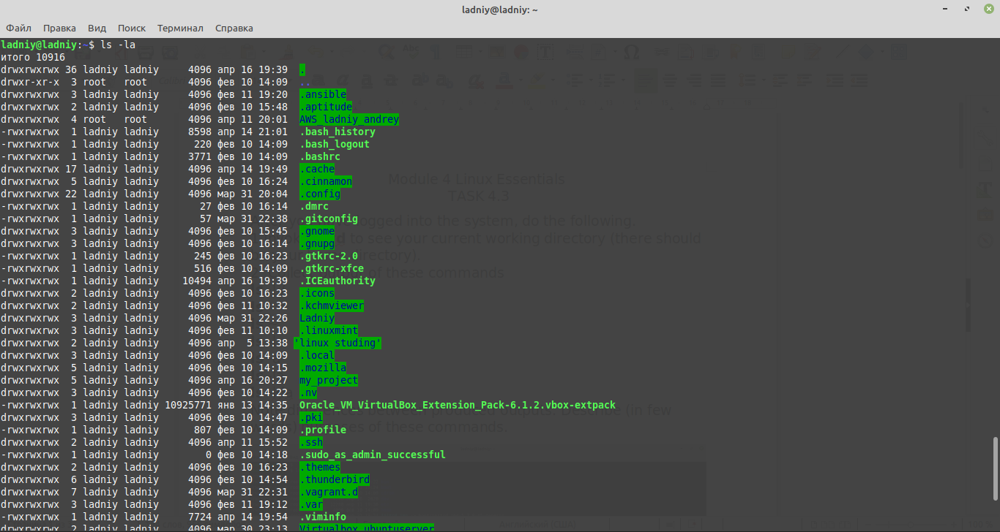 ladniy@ladniy: ~
Файл Правка Вид Поиск Терминал Справка
ladniy@ladniy:~$ ls -la
итого 10916
drwxrwxrwx 36 ladniy ladniy 4096 апр 16 19:39 .
drwxr-xr-x 3 root root 4096 фев 10 14:09 ..
drwxrwxrwx 3 ladniy ladniy 4096 фев 11 19:20 .ansible
drwxrwxrwx 2 ladniy ladniy 4096 фев 10 15:48 .aptitude
drwxrwxrwx 4 root root 4096 апр 11 20:01 AWS_ladniy_andrey
-rwxrwxrwx 1 ladniy ladniy 8598 апр 14 21:01 .bash_history
-rwxrwxrwx 1 ladniy ladniy 220 фев 10 14:09 .bash_logout
-rwxrwxrwx 1 ladniy ladniy 3771 фев 10 14:09 .bashrc
drwxrwxrwx 17 ladniy ladniy 4096 апр 14 19:49 .cache
drwxrwxrwx 5 ladniy ladniy 4096 фев 10 16:24 .cinnamon
drwxrwxrwx 22 ladniy ladniy 4096 мар 31 20:04 .config
-rwxrwxrwx 1 ladniy ladniy 27 фев 10 16:14 .dmrc
-rwxrwxrwx 1 ladniy ladniy 57 мар 31 22:38 .gitconfig
drwxrwxrwx 3 ladniy ladniy 4096 фев 10 15:45 .gnome
drwxrwxrwx 3 ladniy ladniy 4096 фев 10 16:14 .gnupg
-rwxrwxrwx 1 ladniy ladniy 245 фев 10 16:23 .gtkrc-2.0
-rwxrwxrwx 1 ladniy ladniy 516 фев 10 14:09 .gtkrc-xfce
-rwxrwxrwx 1 ladniy ladniy 10494 апр 16 19:39 .ICEauthority
drwxrwxrwx 2 ladniy ladniy 4096 фев 10 16:23 .icons
drwxrwxrwx 2 ladniy ladniy 4096 фев 11 10:32 .kchmviewer
drwxrwxrwx 3 ladniy ladniy 4096 мар 31 22:26 Ladniy
drwxrwxrwx 3 ladniy ladniy 4096 фев 11 10:10 .linuxmint
drwxrwxrwx 2 ladniy ladniy 4096 апр 5 13:38 'linux studing'
drwxrwxrwx 3 ladniy ladniy 4096 фев 10 14:09 .local
drwxrwxrwx 5 ladniy ladniy 4096 фев 10 14:15 .mozilla
drwxrwxrwx 5 ladniy ladniy 4096 апр 16 20:27 my_project
drwxrwxrwx 3 ladniy ladniy 4096 фев 10 14:22 .nv
-rwxrwxrwx 1 ladniy ladniy 10925771 янв 13 14:35 Oracle_VM_VirtualBox_Extension_Pack-6.1.2.vbox-extpack
drwxrwxrwx 3 ladniy ladniy 4096 фев 10 14:47 .pki
-rwxrwxrwx 1 ladniy ladniy 807 фев 10 14:09 .profile
drwxrwxrwx 2 ladniy ladniy 4096 апр 11 15:52 .ssh
-rwxrwxrwx 1 ladniy ladniy 0 фев 10 14:18 .sudo_as_admin_successful
drwxrwxrwx 2 ladniy ladniy 4096 фев 10 16:23 .themes
drwxrwxrwx 6 ladniy ladniy 4096 фев 10 14:54 .thunderbird
drwxrwxrwx 7 ladniy ladniy 4096 мар 31 22:31 .vagrant.d
drwxrwxrwx 3 ladniy ladniy 4096 фев 11 19:12 .var
-rwxrwxrwx 1 ladniy ladniy 7724 апр 14 19:54 .viminfo
drwxrwxrwx 2 ladniy ladniy 4096 мар 30 23:13 Virtualbox_ubuntuserver
Module 4 Linux Essentials
TASK 4.3
logged into the system, do the following.
to see your current working directory (there should
directory).
of these commands
between produced outputs. Describe (in few
of these commands.